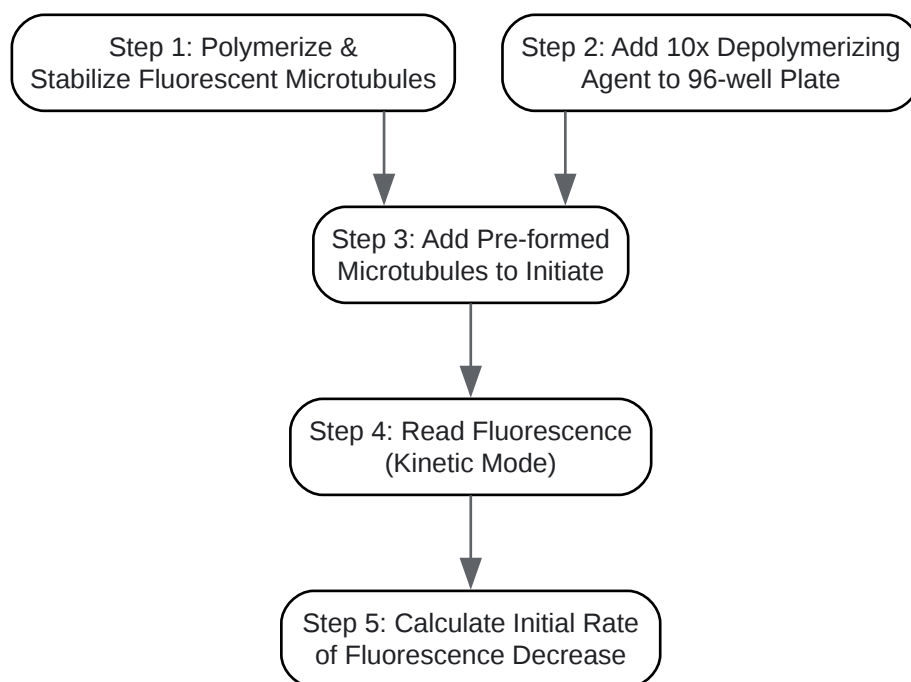 Step 1: Polymerize &
Stabilize Fluorescent Microtubules
Step 2: Add 10x Depolymerizing
Agent to 96-well Plate
Step 3: Add Pre-formed
Microtubules to Initiate
Step 4: Read Fluorescence
(Kinetic Mode)
Step 5: Calculate Initial Rate
of Fluorescence Decrease